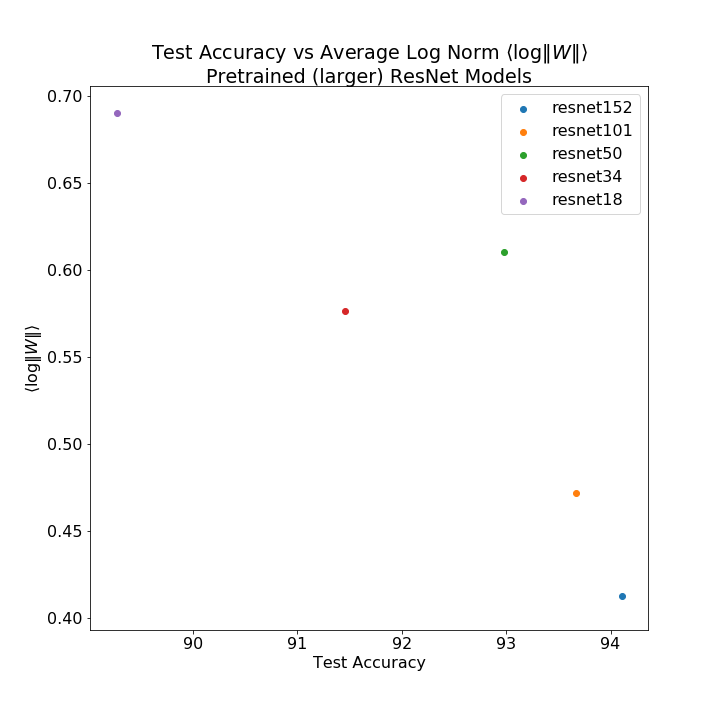 Test Accuracy vs Average Log Norm ⟨log‖W‖⟩
Pretrained (larger) ResNet Models
resnet152
resnet101
resnet50
resnet34
resnet18
⟨log‖W‖⟩
0.70
0.65
0.60
0.55
0.50
0.45
0.40
90 91 92 93 94
Test Accuracy